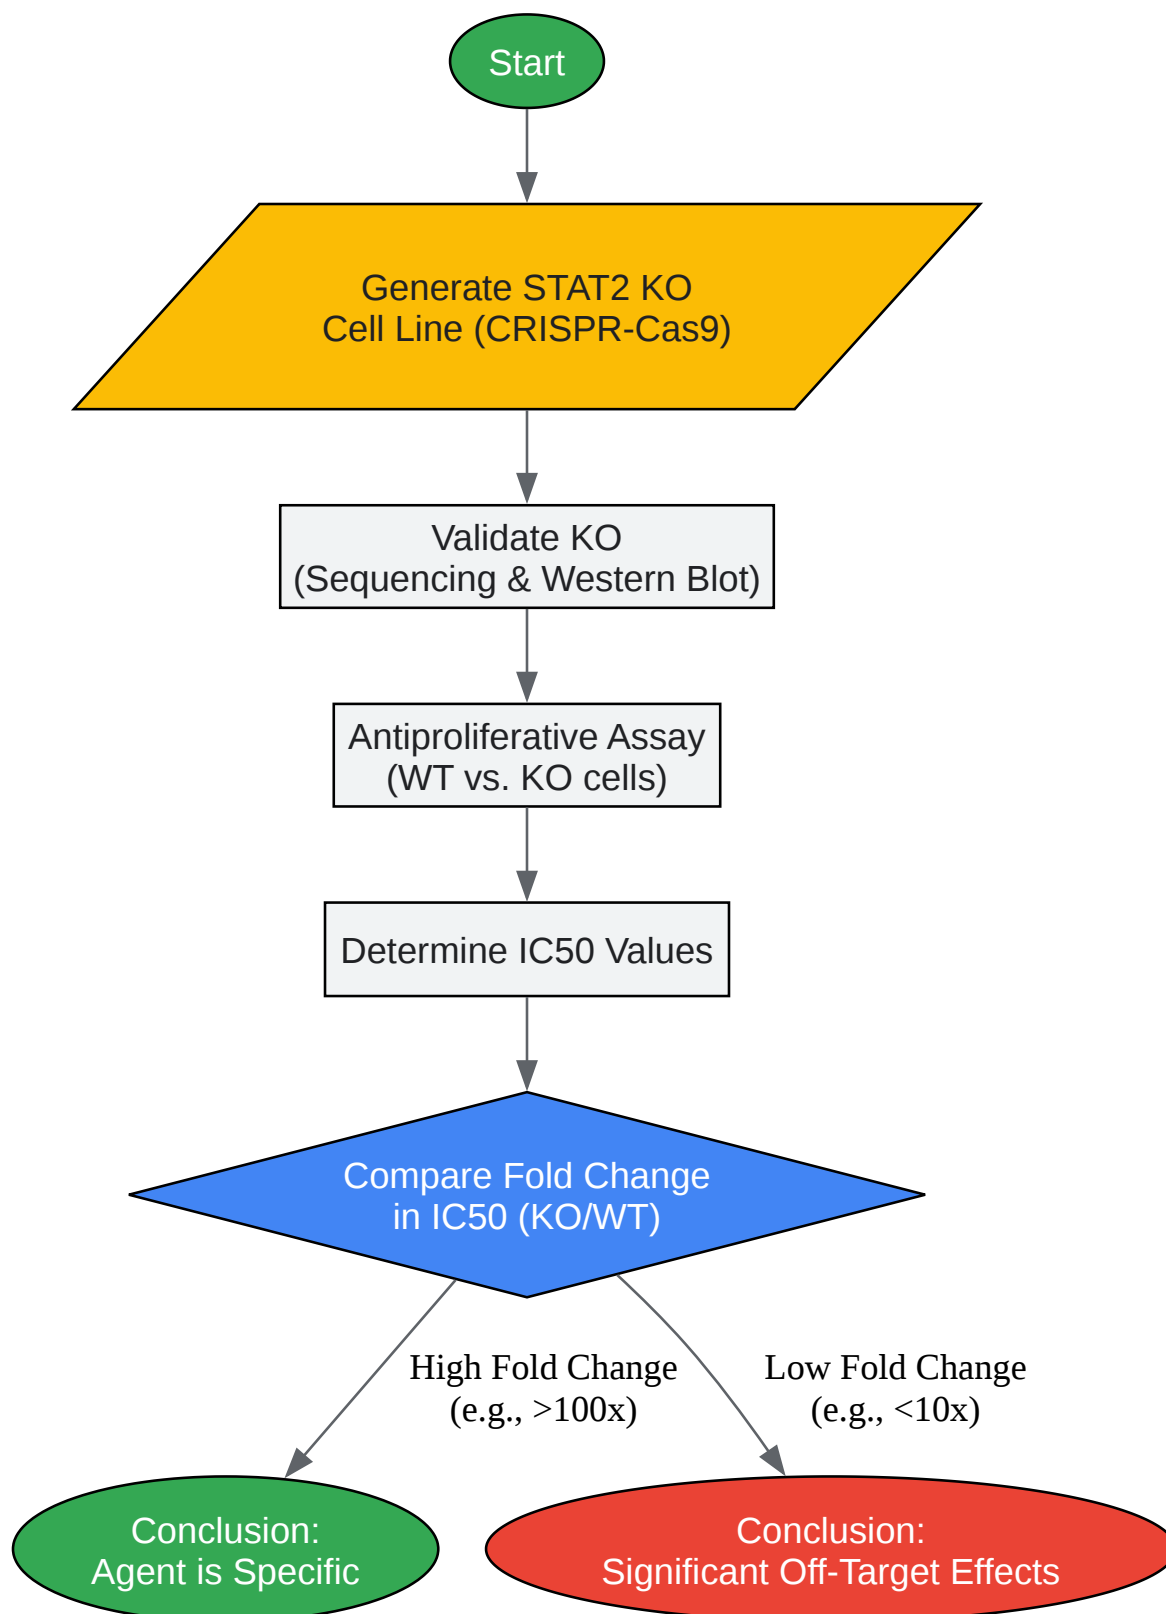 Start
Generate STAT2 KO
Cell Line (CRISPR-Cas9)
Validate KO
(Sequencing & Western Blot)
Antiproliferative Assay
(WT vs. KO cells)
Determine IC50 Values
Compare Fold Change
in IC50 (KO/WT)
High Fold Change
(e.g., >100x)
Low Fold Change
(e.g., <10x)
Conclusion:
Agent is Specific
Conclusion:
Significant Off-Target Effects